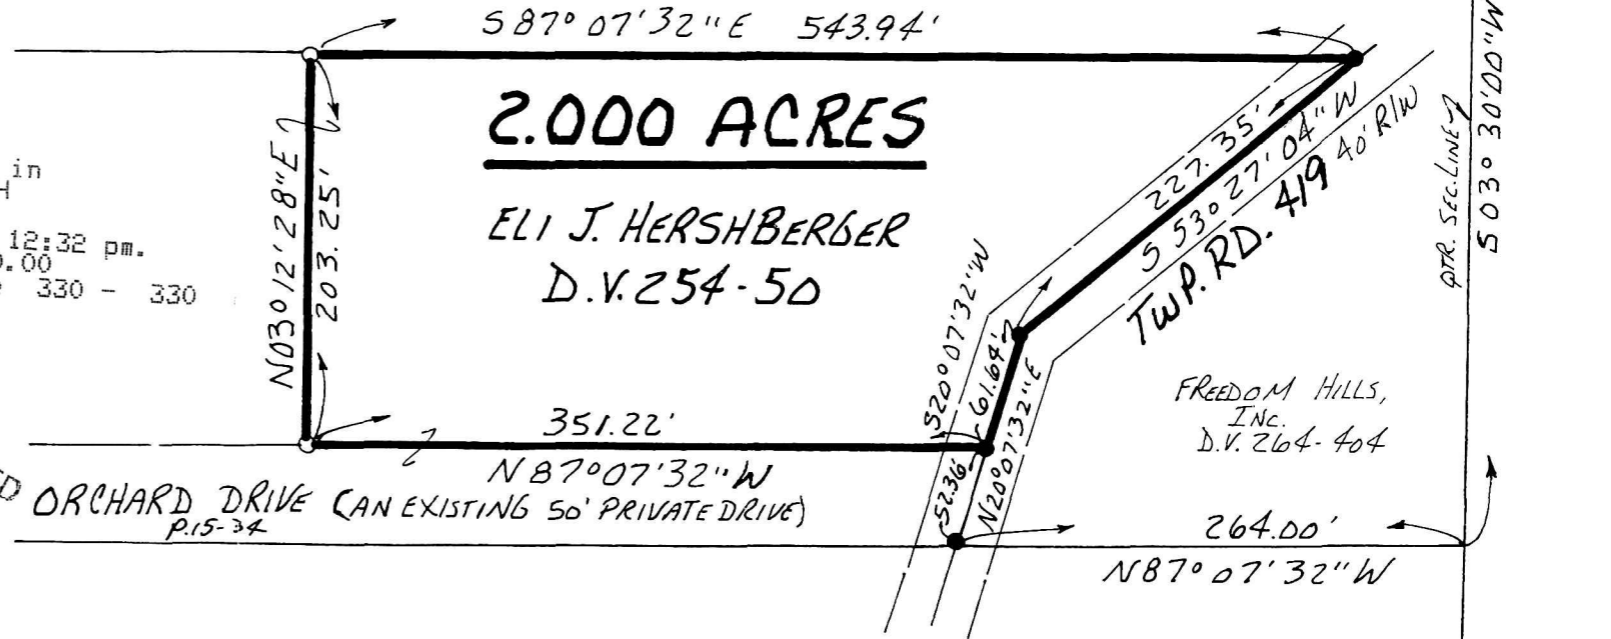 S 87° 07' 32" E 543.94'
2.000 ACRES
ELI J. HERSHBERGER
D.V. 254-50
N 03° 12' 28" E
203.25'
in
H
12:32 pm.
0.00
330 - 330
227.35'
S 53° 27' 04" W
TWP. RD. 419 40' R/W
QTR. SEC. LINE
S 03° 30' 00" W
S 20° 07' 32" W
61.64'
N 20° 07' 32" E
52.36'
351.22'
N 87° 07' 32" W
FREEDOM HILLS,
INC.
D.V. 264-404
ORCHARD DRIVE (AN EXISTING 50' PRIVATE DRIVE)
P.15-34
264.00'
N 87° 07' 32" W